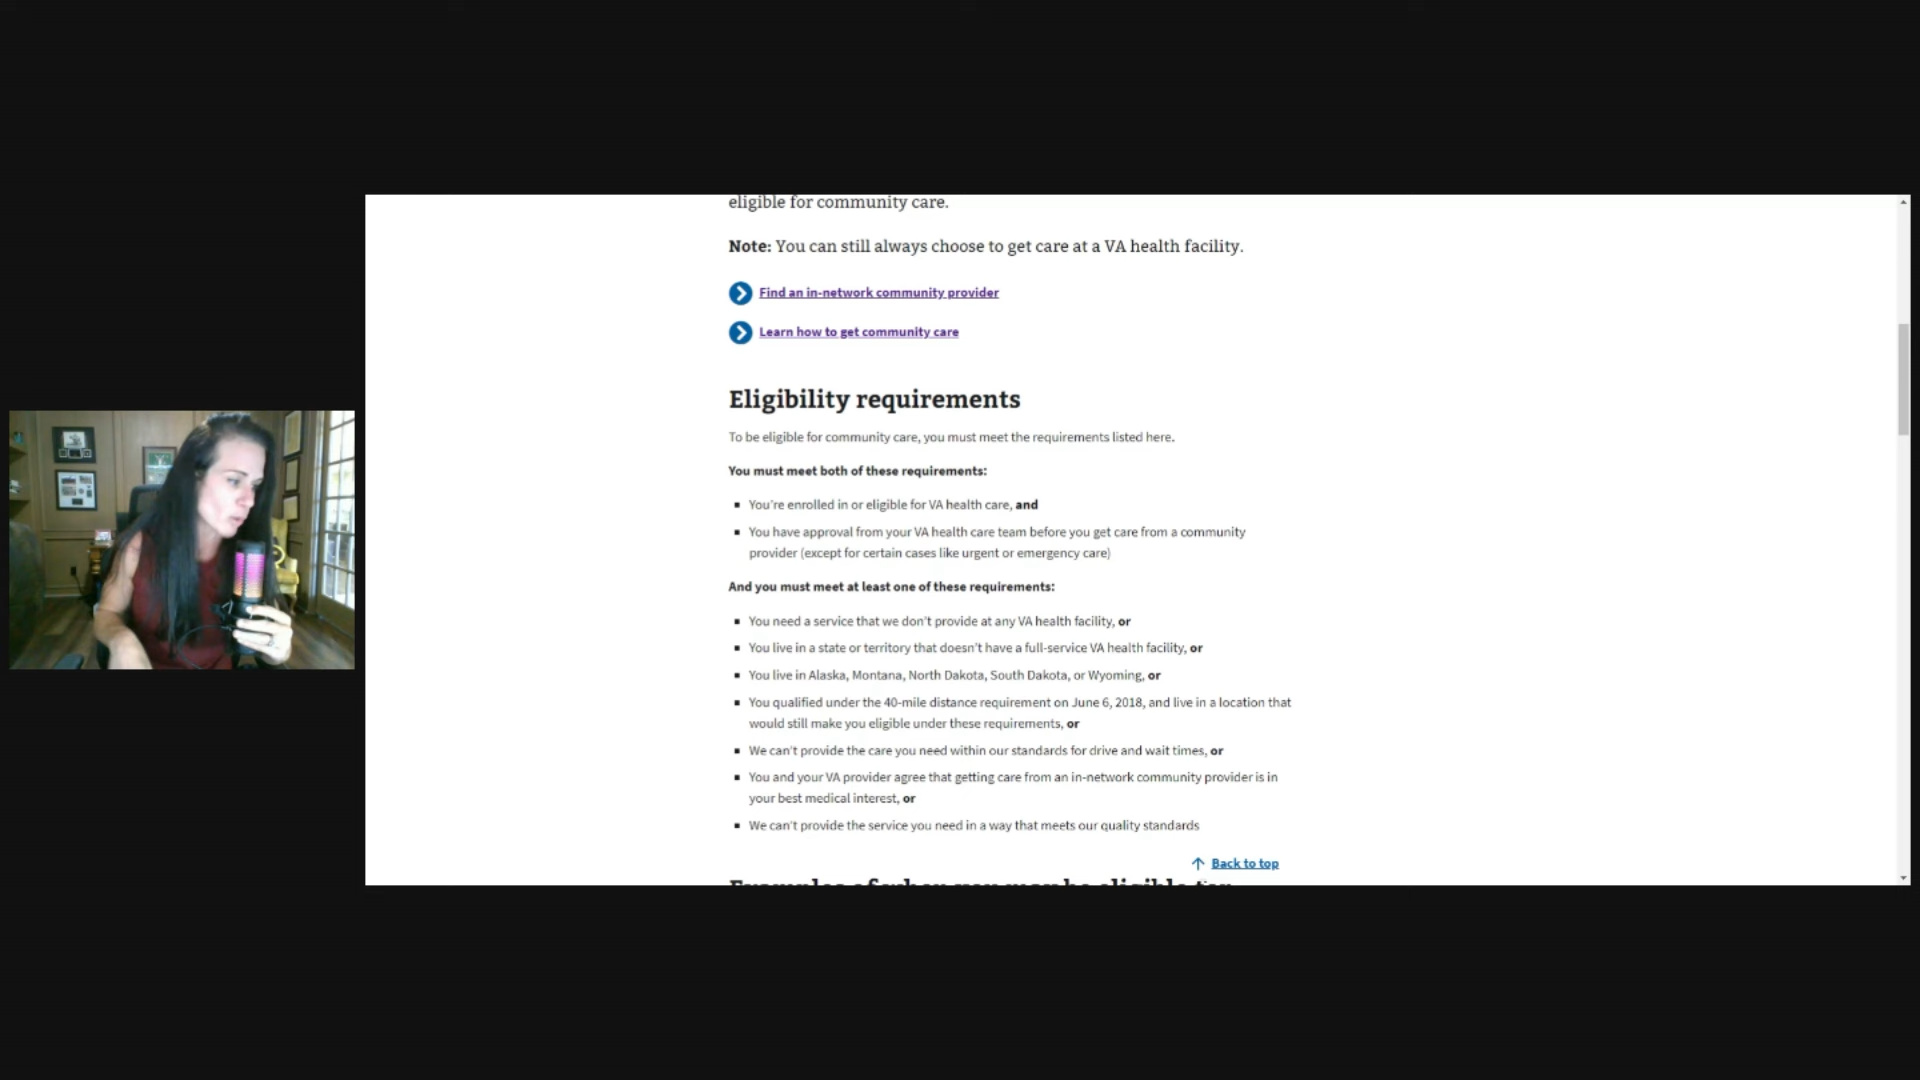 eligible for community care.
Note: You can still always choose to get care at a VA health facility.
Find an in-network community provider
Learn how to get community care
Eligibility requirements
To be eligible for community care, you must meet the requirements listed here.
You must meet both of these requirements:
You're enrolled in or eligible for VA health care, and
You have approval from your VA health care team before you get care from a community
provider (except for certain cases like urgent or emergency care)
And you must meet at least one of these requirements:
You need a service that we don't provide at any VA health facility, or
You live in a state or territory that doesn't have a full-service VA health facility, or
You live in Alaska, Montana, North Dakota, South Dakota, or Wyoming, or
You qualified under the 40-mile distance requirement on June 6, 2018, and live in a location that
would still make you eligible under these requirements, or
We can't provide the care you need within our standards for drive and wait times, or
You and your VA provider agree that getting care from an in-network community provider is in
your best medical interest, or
We can't provide the service you need in a way that meets our quality standards
Back to top
Examples of when you may be eligible for